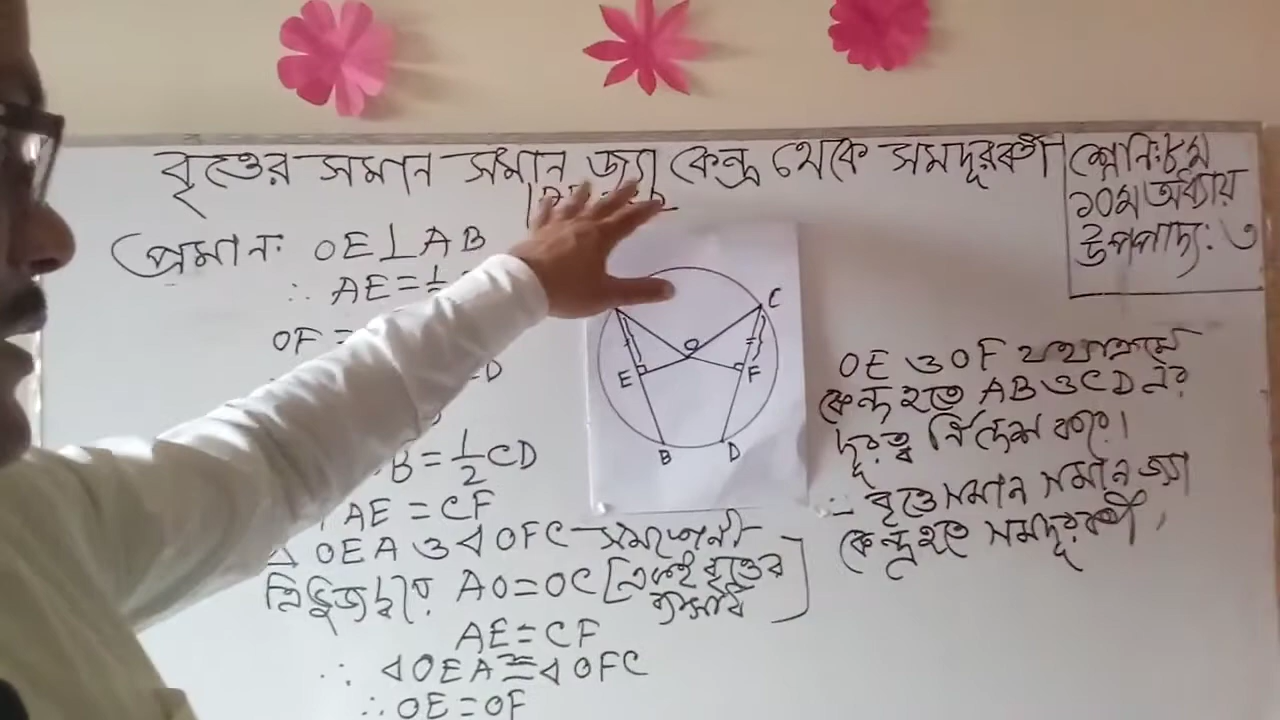 বৃত্তের সমান সমান জ্যা কেন্দ্র থেকে সমদূরবর্তী
শ্রেনিঃ ৮ম
১০ম অধ্যায়
উপপাদ্য: ৩
প্রমানঃ OE⊥AB
∴ AE=
OF
D
B=1/2CD
AE=CF
△OEA ও △OFC সমকোণী
ত্রিভুজদ্বয়ে AO=OC [একই বৃত্তের
ব্যাসার্ধ]
AE=CF
∴ △OEA≅△OFC
∴ OE=OF
C
O
E
F
B
D
OE ও OF যথাক্রমে
কেন্দ্র হতে AB ও CD এর
দূরত্ব নির্দেশ করে।
∴ বৃত্তে সমান সমান জ্যা
কেন্দ্র হতে সমদূরবর্তী,